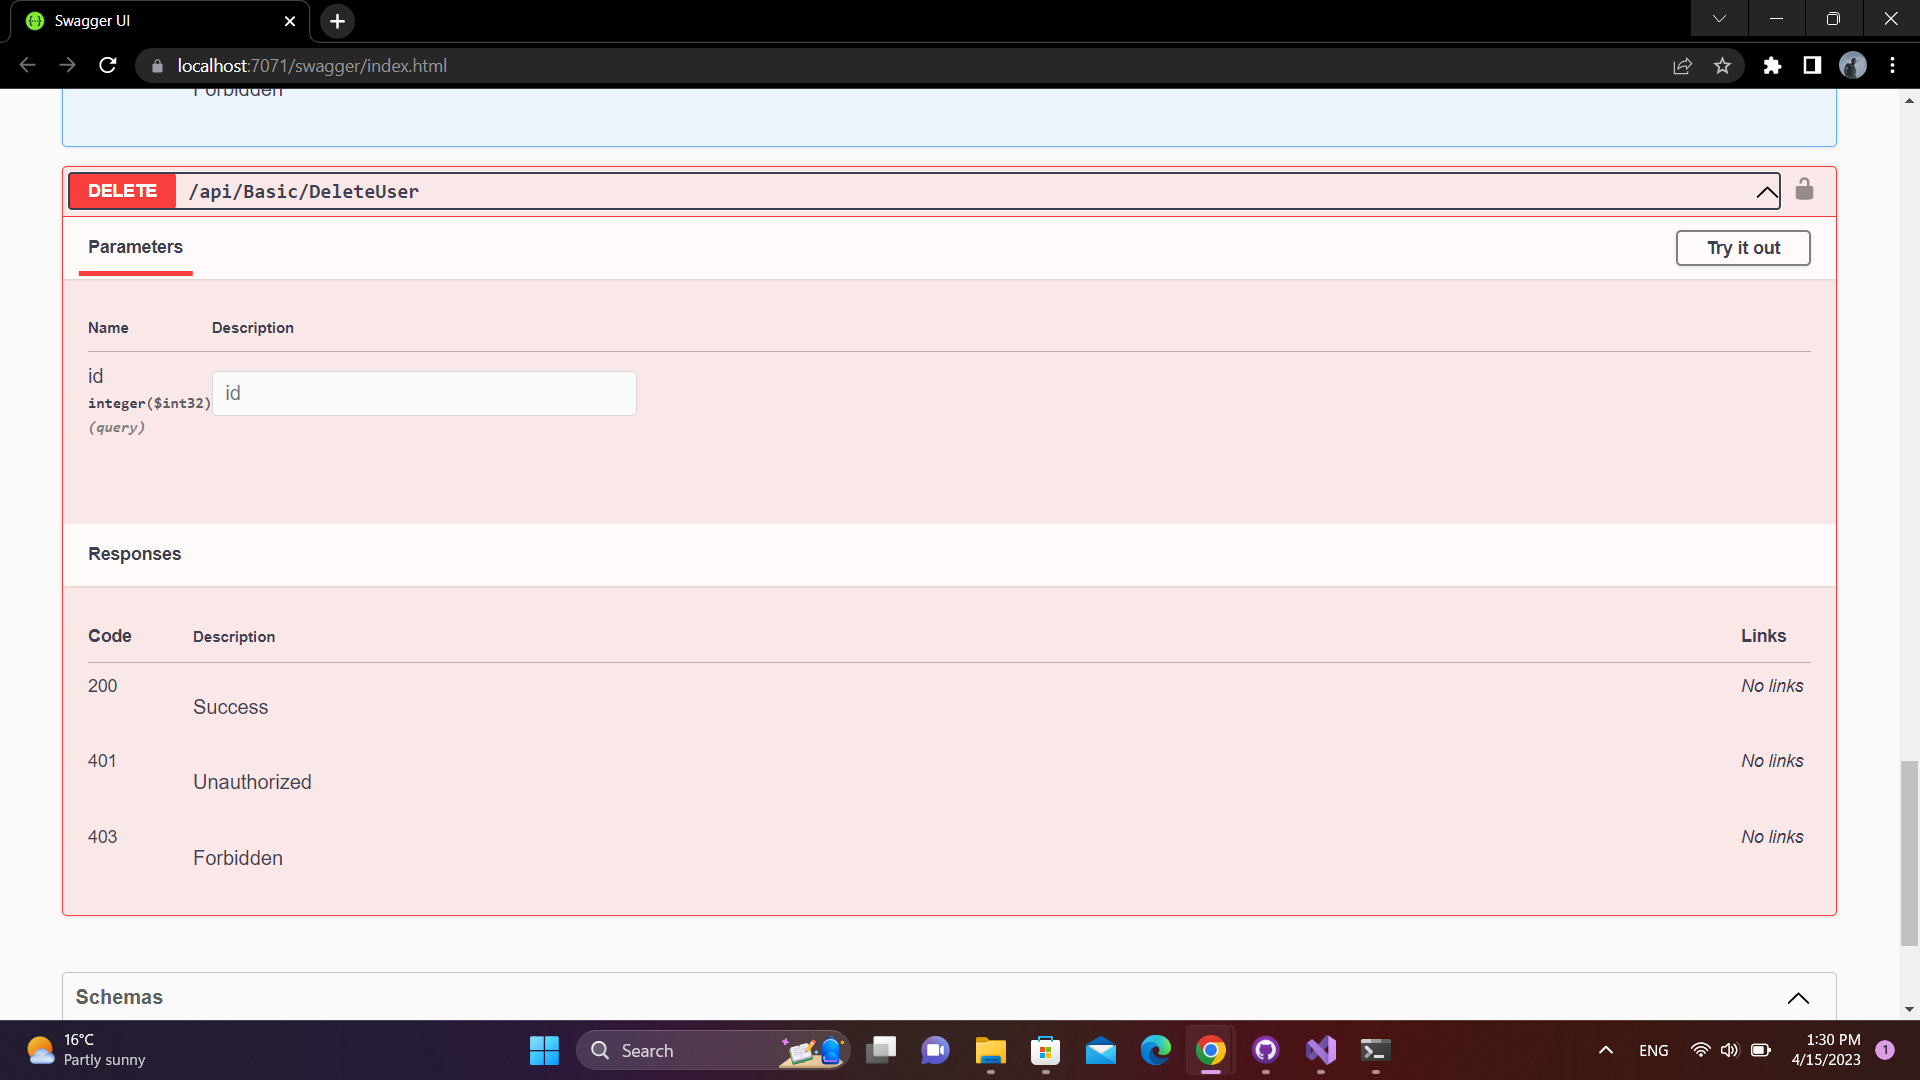 Swagger UI
localhost:7071/swagger/index.html
Forbidden
DELETE /api/Basic/DeleteUser
Parameters
Try it out
Name Description
id
integer($int32)
(query)
id
Responses
Code Description Links
200 Success No links
401 Unauthorized No links
403 Forbidden No links
Schemas
16°C
Partly sunny
Search
ENG
1:30 PM
4/15/2023
1